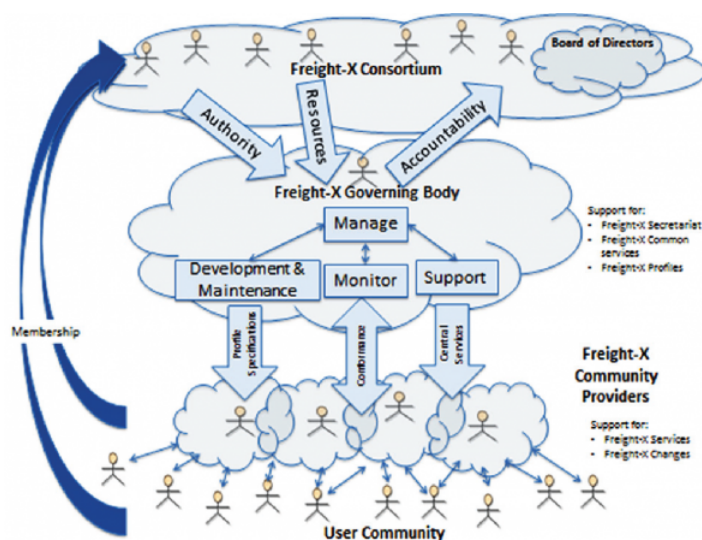 Board of Directors
Freight-X Consortium
Authority
Resources
Accountability
Freight-X Governing Body
Manage
Development &
Maintenance
Monitor
Support
Support for:
• Freight-X Secretariat
• Freight-X Common
services
• Freight-X Profiles
Membership
Profile
Specifications
Conformance
Central
Services
Freight-X
Community
Providers
Support for:
• Freight-X Services
• Freight-X Changes
User Community